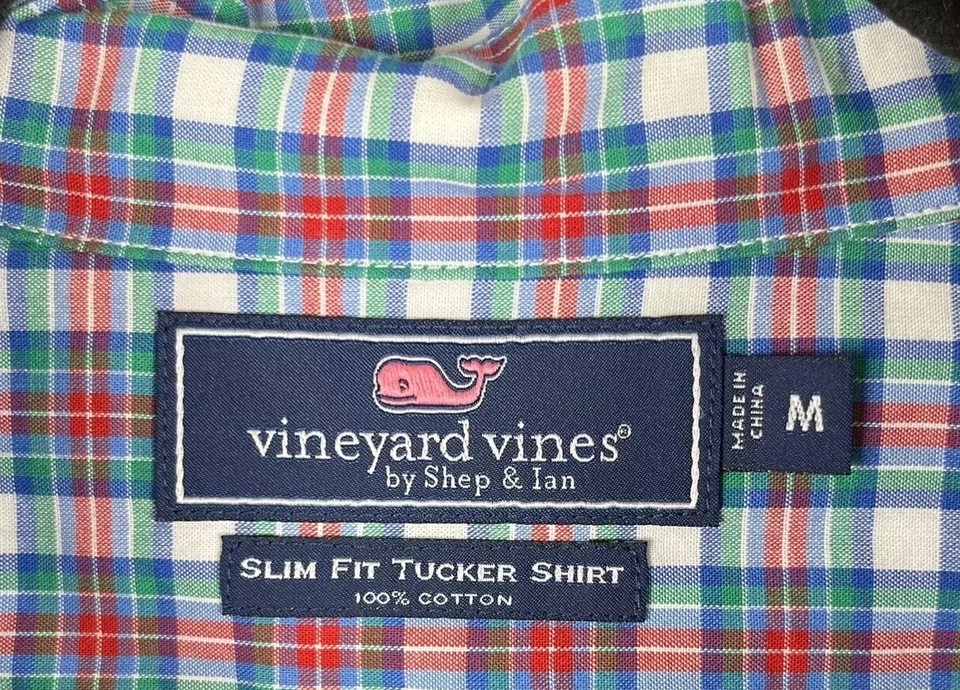 vineyard vines®
by Shep & Ian
MADE IN
CHINA
M
SLIM FIT TUCKER SHIRT
100% COTTON